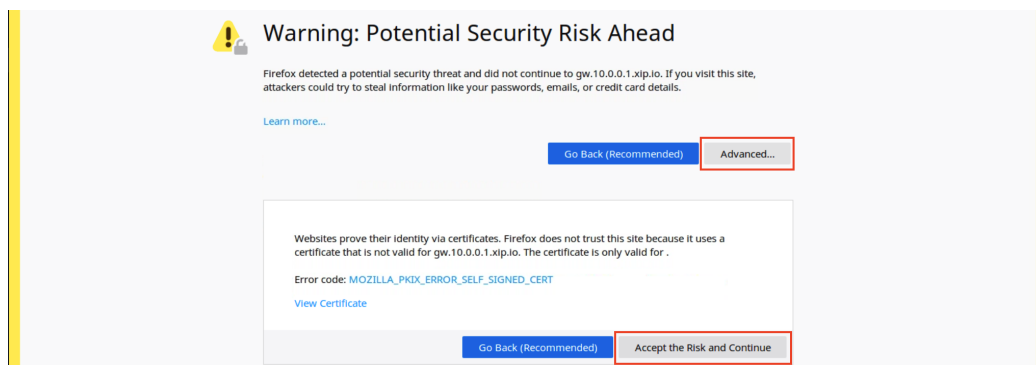 Warning: Potential Security Risk Ahead
Firefox detected a potential security threat and did not continue to gw.10.0.0.1.xip.io. If you visit this site,
attackers could try to steal information like your passwords, emails, or credit card details.
Learn more...
Go Back (Recommended) Advanced...
Websites prove their identity via certificates. Firefox does not trust this site because it uses a
certificate that is not valid for gw.10.0.0.1.xip.io. The certificate is only valid for .
Error code: MOZILLA_PKIX_ERROR_SELF_SIGNED_CERT
View Certificate
Go Back (Recommended) Accept the Risk and Continue